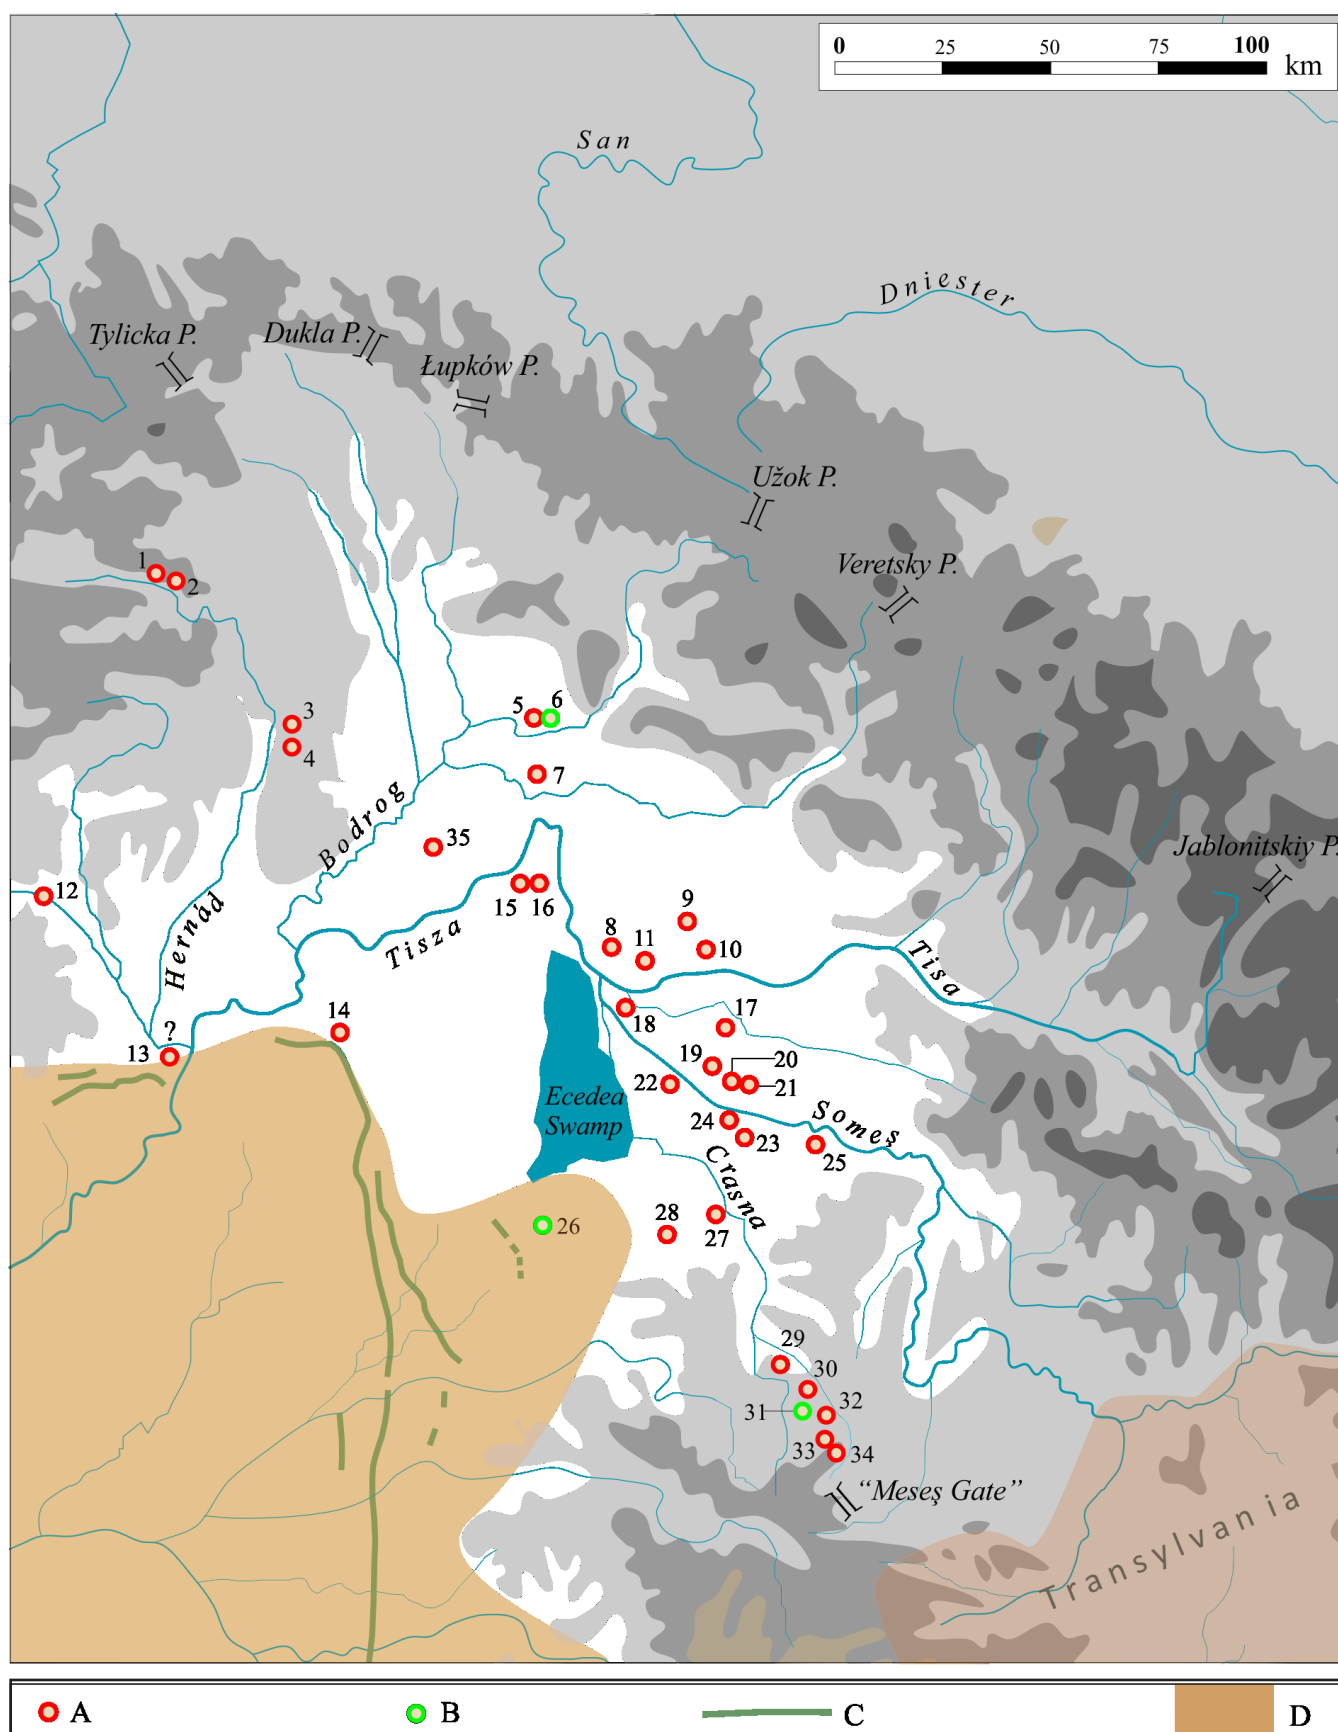 0 25 50 75 100 km
San
Dniester
Tylicka P.
Dukla P.
Łupków P.
Užok P.
Veretsky P.
1
2
3
4
5 6
7
Bodrog
35
Jablonitskiy P.
12
Hernád
15 16
Tisza
9
8
11
10
Tisa
14
?
13
18
17
19
20
21
22
Ecedea
Swamp
24
23
Someş
25
Crasna
26
28
27
29
30
31
32
33
34
“Meseş Gate”
Transylvania
A B C D